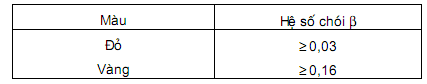 Màu Hệ số chói β
Đỏ ≥0,03
Vàng ≥0,16